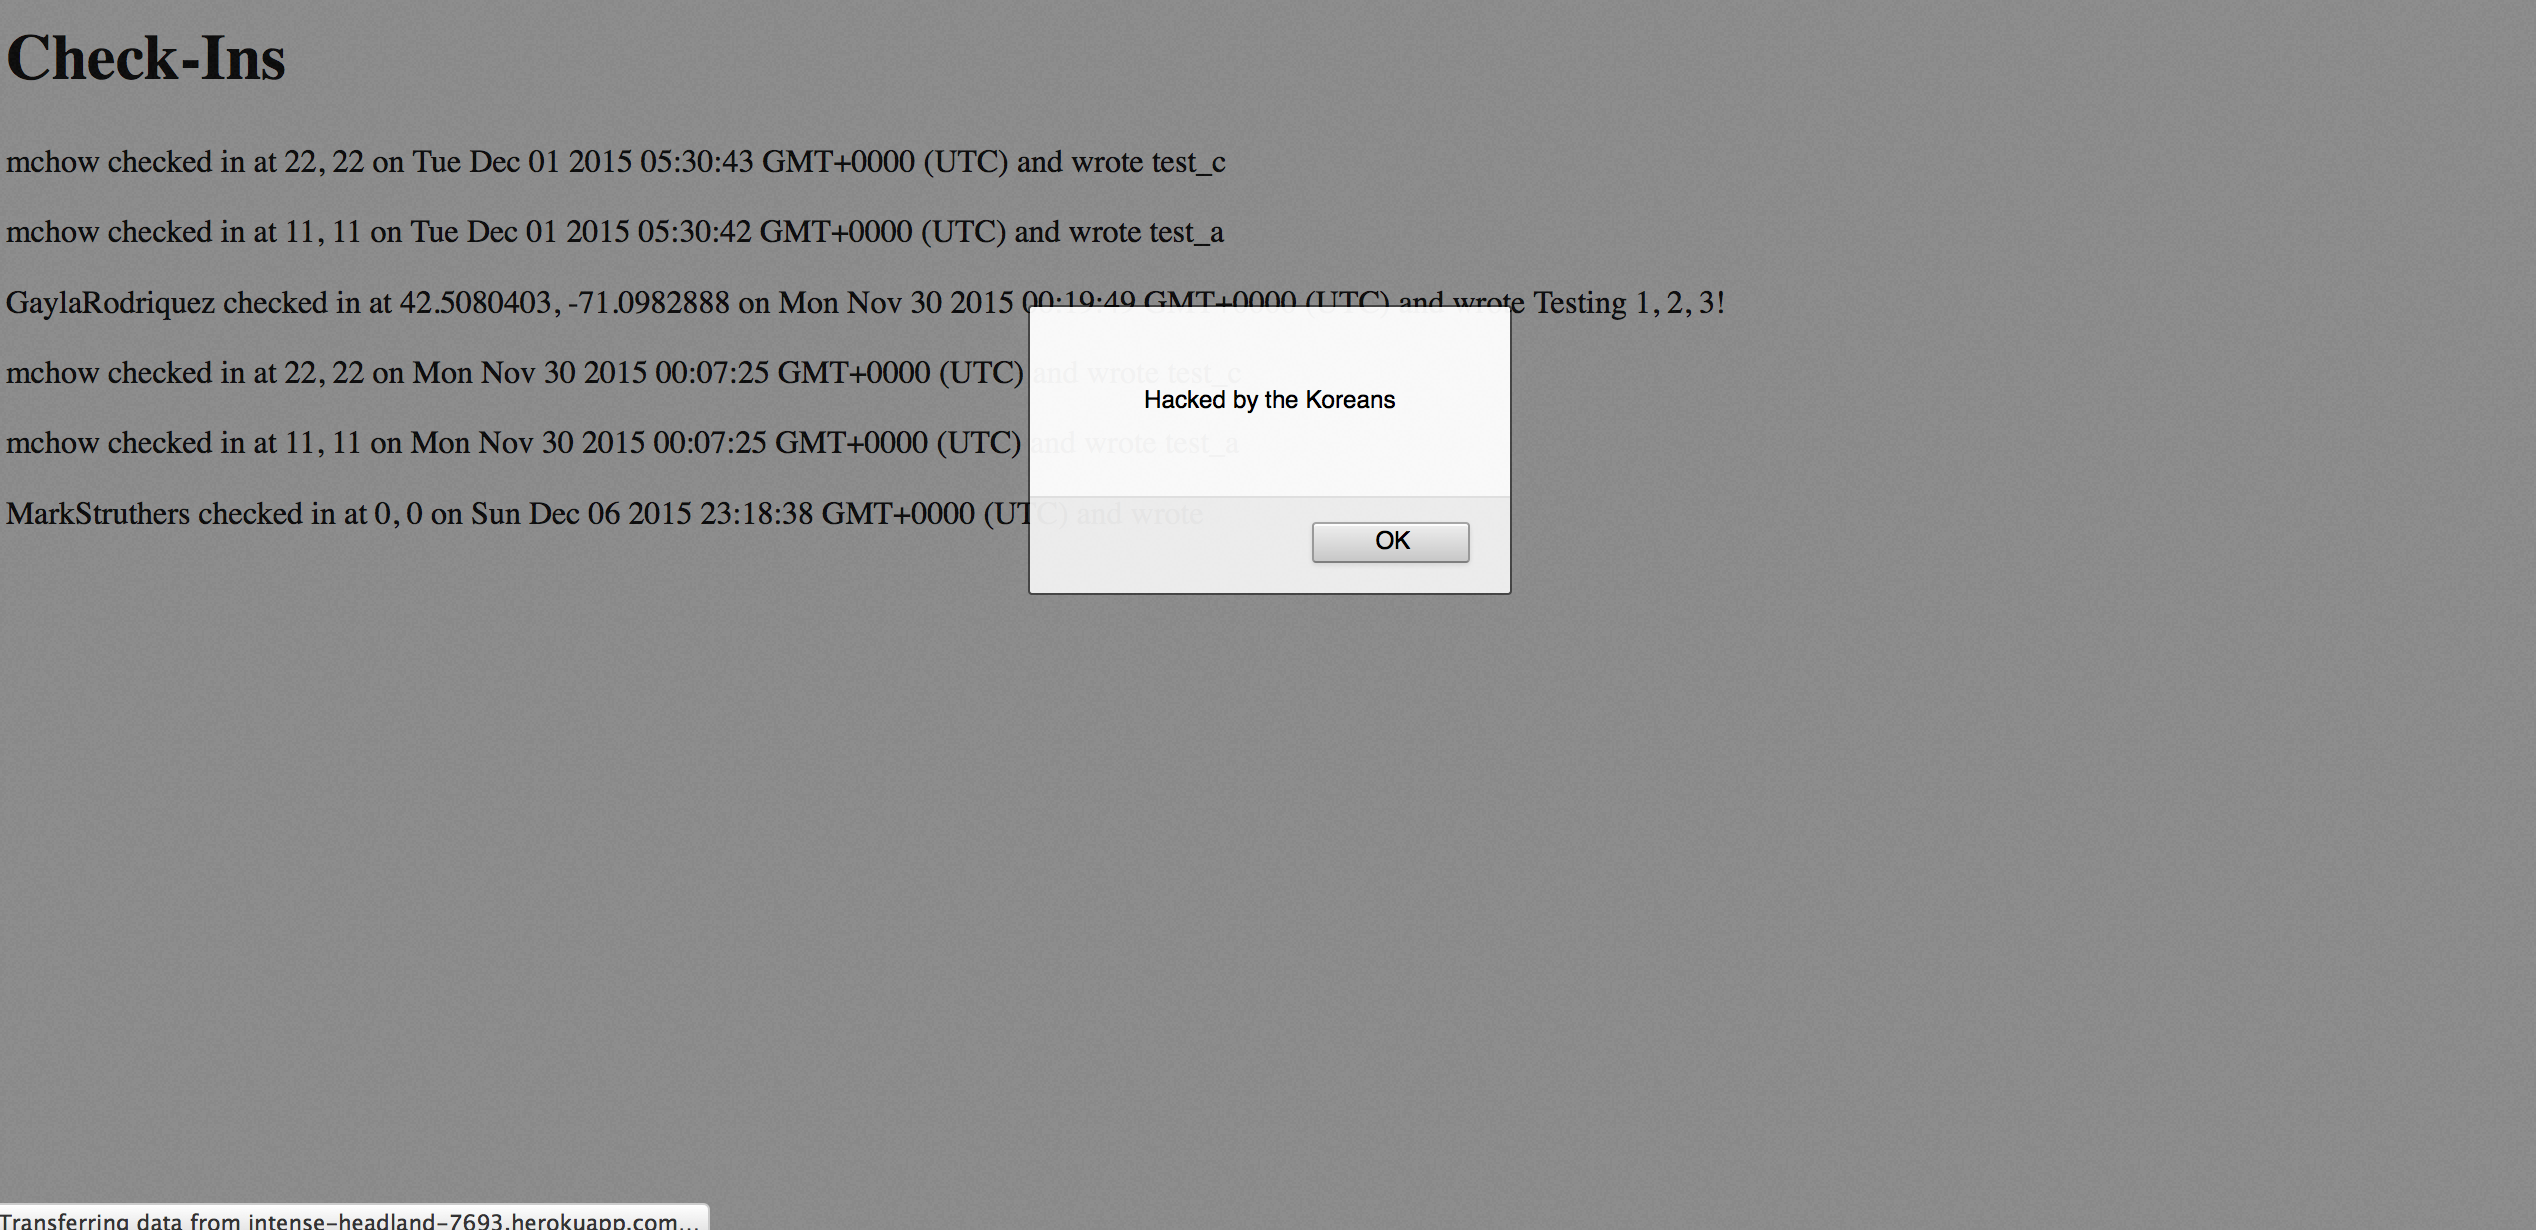 Check-Ins
mchow checked in at 22, 22 on Tue Dec 01 2015 05:30:43 GMT+0000 (UTC) and wrote test_c
mchow checked in at 11, 11 on Tue Dec 01 2015 05:30:42 GMT+0000 (UTC) and wrote test_a
GaylaRodriquez checked in at 42.5080403, -71.0982888 on Mon Nov 30 2015 00:19:49 GMT+0000 (UTC) and wrote Testing 1, 2, 3!
mchow checked in at 22, 22 on Mon Nov 30 2015 00:07:25 GMT+0000 (UTC) and wrote test_c
mchow checked in at 11, 11 on Mon Nov 30 2015 00:07:25 GMT+0000 (UTC) and wrote test_a
MarkStruthers checked in at 0, 0 on Sun Dec 06 2015 23:18:38 GMT+0000 (UTC) and wrote
Hacked by the Koreans
OK
Transferring data from intense-headland-7693.herokuapp.com...